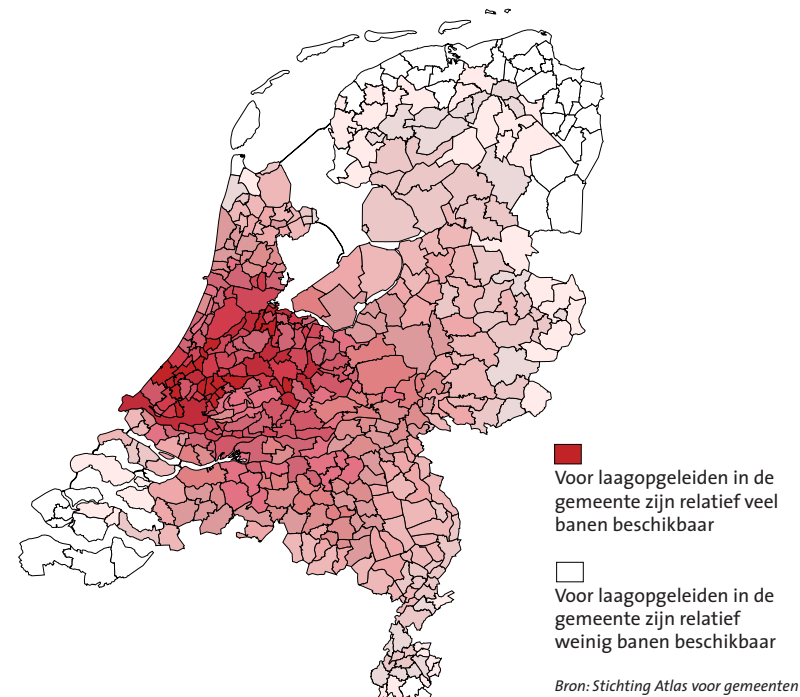 Voor laagopgeleiden in de
gemeente zijn relatief veel
banen beschikbaar
Voor laagopgeleiden in de
gemeente zijn relatief
weinig banen beschikbaar
Bron: Stichting Atlas voor gemeenten